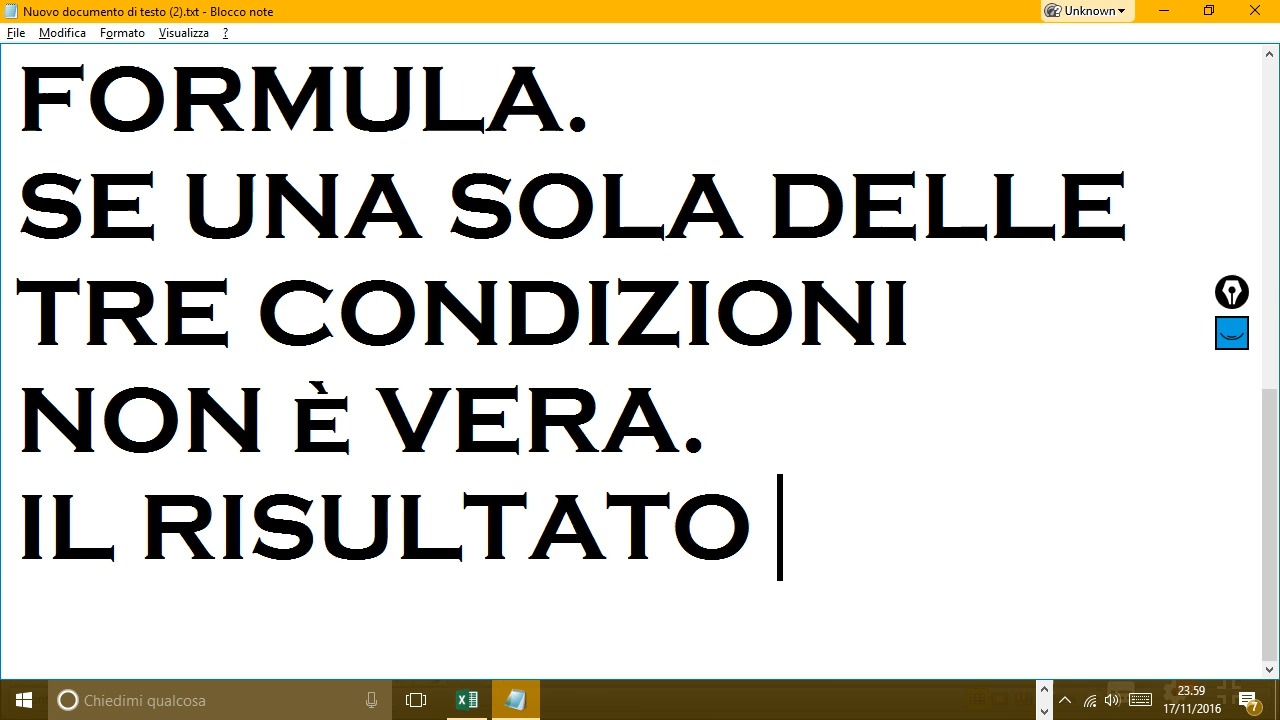 Nuovo documento di testo (2).txt - Blocco note
Unknown
File Modifica Formato Visualizza ?
FORMULA.
SE UNA SOLA DELLE
TRE CONDIZIONI
NON È VERA.
IL RISULTATO
Chiedimi qualcosa
23.59
17/11/2016
7